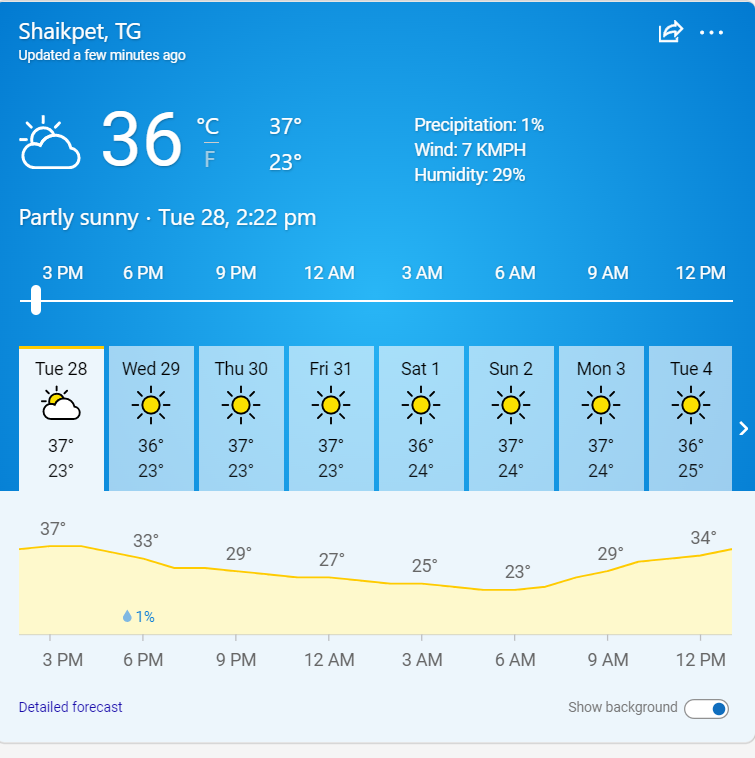 Shaikpet, TG
Updated a few minutes ago
36 °C F 37° 23°
Precipitation: 1%
Wind: 7 KMPH
Humidity: 29%
Partly sunny · Tue 28, 2:22 pm
3 PM 6 PM 9 PM 12 AM 3 AM 6 AM 9 AM 12 PM
Tue 28 Wed 29 Thu 30 Fri 31 Sat 1 Sun 2 Mon 3 Tue 4
37° 36° 37° 37° 36° 37° 37° 36°
23° 23° 23° 23° 24° 24° 24° 25°
37° 33° 29° 27° 25° 23° 29° 34°
1%
3 PM 6 PM 9 PM 12 AM 3 AM 6 AM 9 AM 12 PM
Detailed forecast Show background